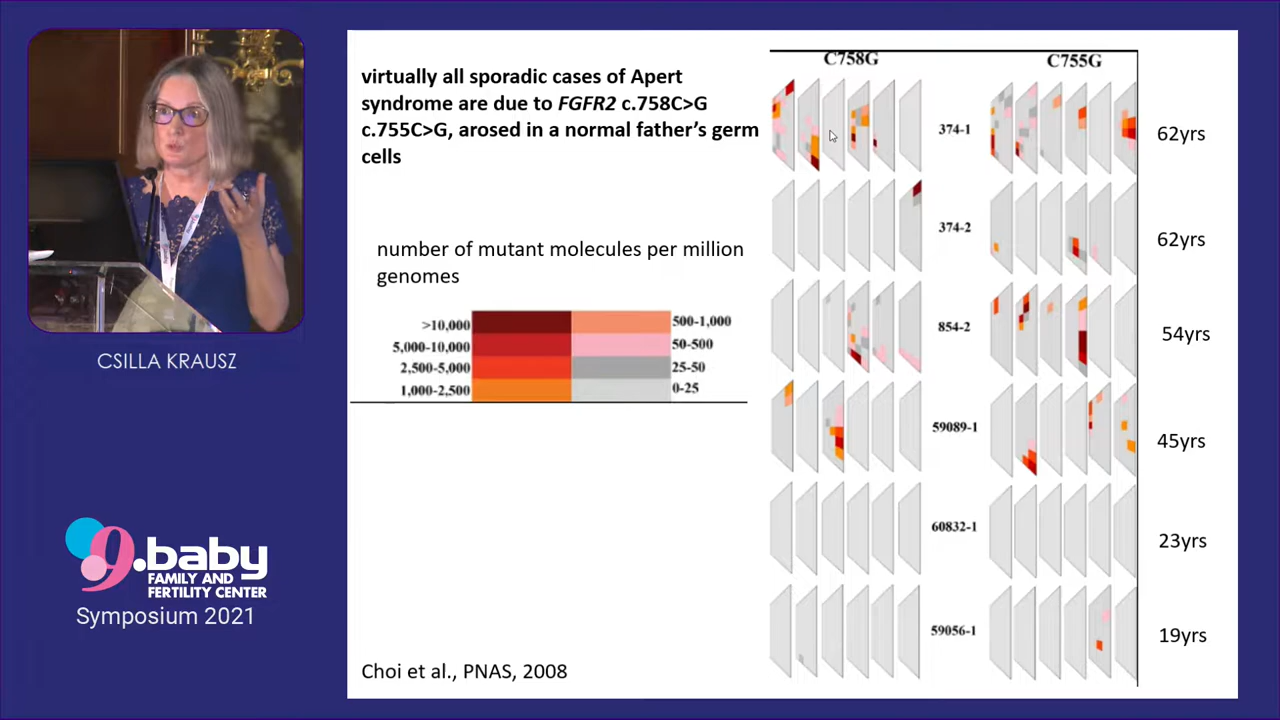 virtually all sporadic cases of Apert
syndrome are due to FGFR2 c.758C>G
c.755C>G, arosed in a normal father's germ
cells
number of mutant molecules per million
genomes
>10,000 500-1,000
5,000-10,000 50-500
2,500-5,000 25-50
1,000-2,500 0-25
C758G C755G
374-1 62yrs
374-2 62yrs
854-2 54yrs
59089-1 45yrs
60832-1 23yrs
59056-1 19yrs
Choi et al., PNAS, 2008
CSILLA KRAUSZ
9.baby
FAMILY AND
FERTILITY CENTER
Symposium 2021